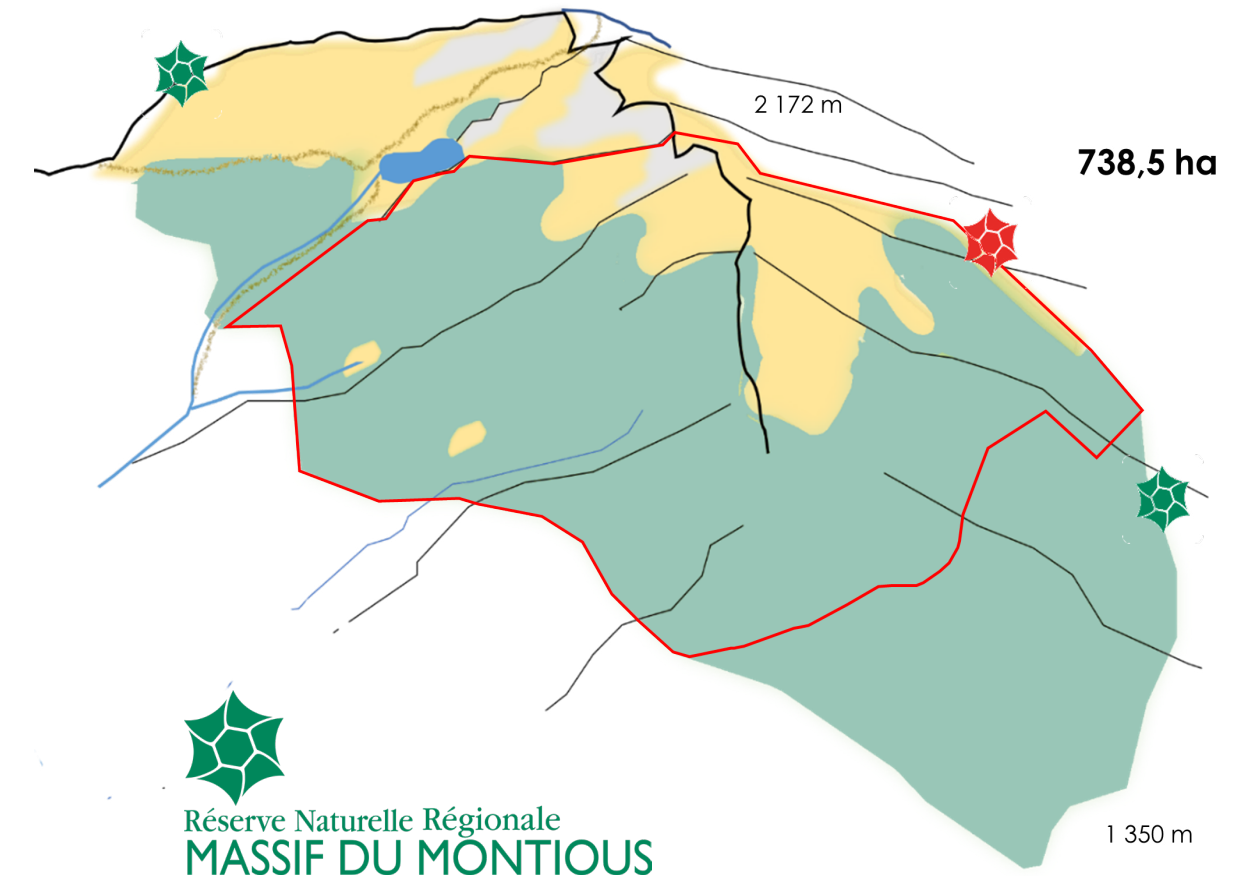 2 172 m
738,5 ha
Réserve Naturelle Régionale
MASSIF DU MONTIOUS
1 350 m